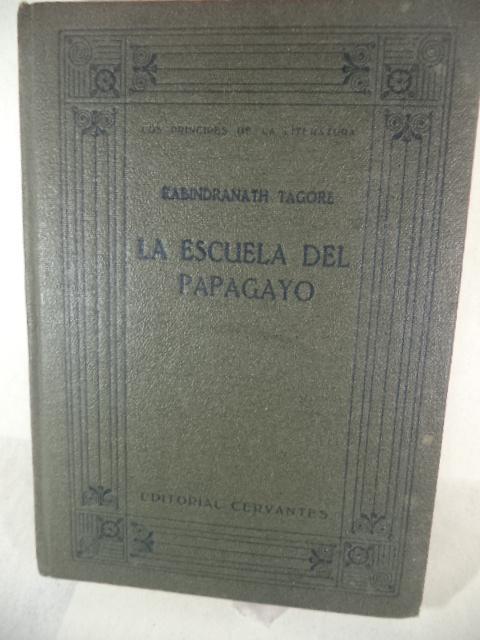 LOS PRINCIPES DE LA LITERATURA
RABINDRANATH TAGORE
LA ESCUELA DEL
PAPAGAYO
EDITORIAL CERVANTES